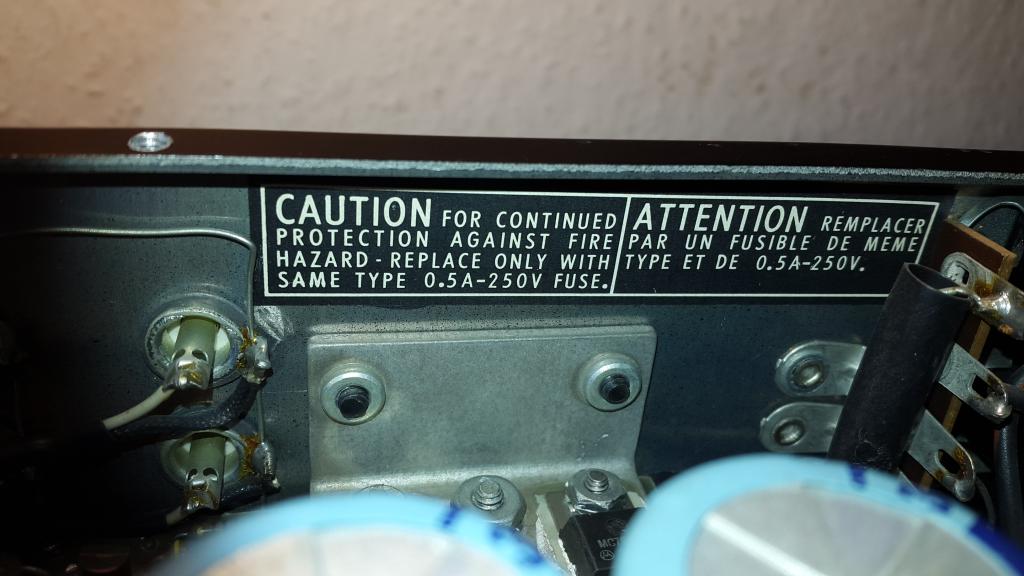 CAUTION FOR CONTINUED
PROTECTION AGAINST FIRE
HAZARD - REPLACE ONLY WITH
SAME TYPE 0.5A-250V FUSE.
ATTENTION REMPLACER
PAR UN FUSIBLE DE MEME
TYPE ET DE 0.5A-250V.